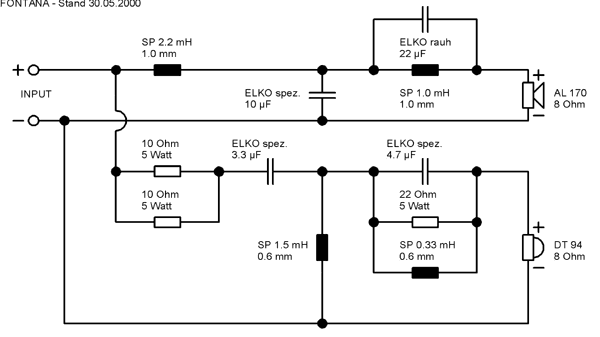 FONTANA - Stand 30.05.2000
SP 2.2 mH
1.0 mm
ELKO rauh
22 µF
+
INPUT
−
ELKO spez.
10 µF
SP 1.0 mH
1.0 mm
+
AL 170
8 Ohm
−
10 Ohm
5 Watt
ELKO spez.
3.3 µF
ELKO spez.
4.7 µF
10 Ohm
5 Watt
22 Ohm
5 Watt
SP 1.5 mH
0.6 mm
SP 0.33 mH
0.6 mm
+
DT 94
8 Ohm
−